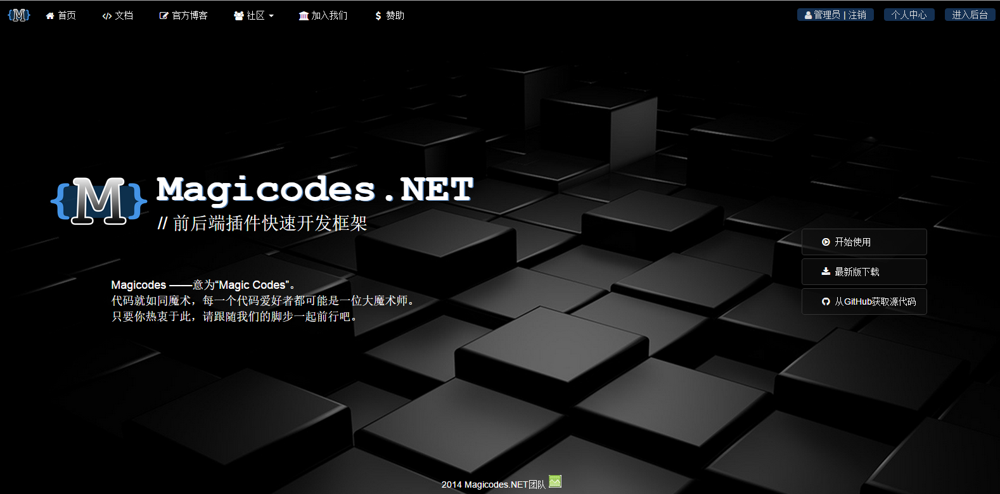 {M} 首页 文档 官方博客 社区 加入我们 赞助 管理员 | 注销 个人中心 进入后台
{M} Magicodes.NET
// 前后端插件快速开发框架
开始使用
最新版下载
Magicodes ——意为“Magic Codes”。
代码就如同魔术，每一个代码爱好者都可能是一位大魔术师。
只要你热衷于此，请跟随我们的脚步一起前行吧。
从GitHub获取源代码
2014 Magicodes.NET团队